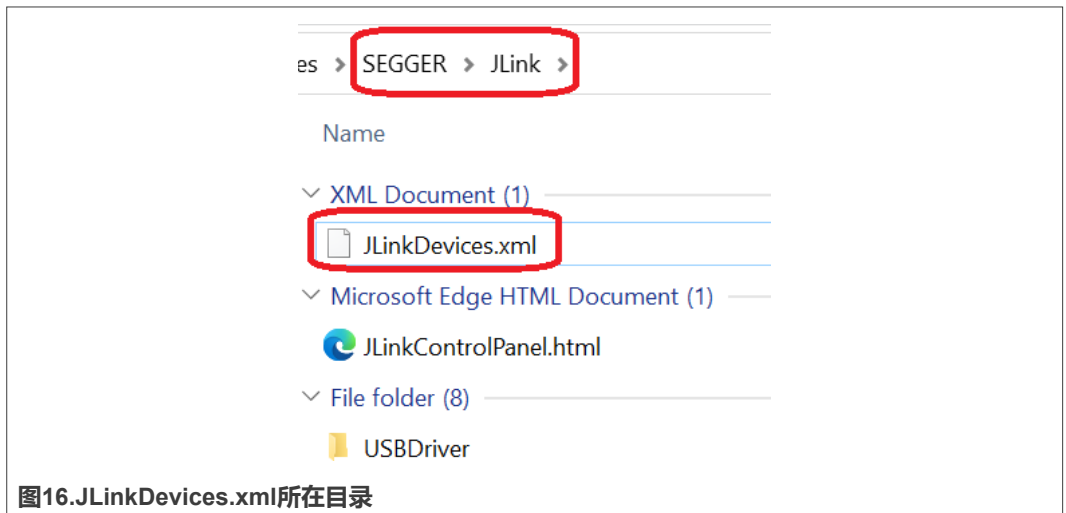 es > SEGGER > JLink >
Name
XML Document (1)
JLinkDevices.xml
Microsoft Edge HTML Document (1)
JLinkControlPanel.html
File folder (8)
USBDriver
图16.JLinkDevices.xml所在目录